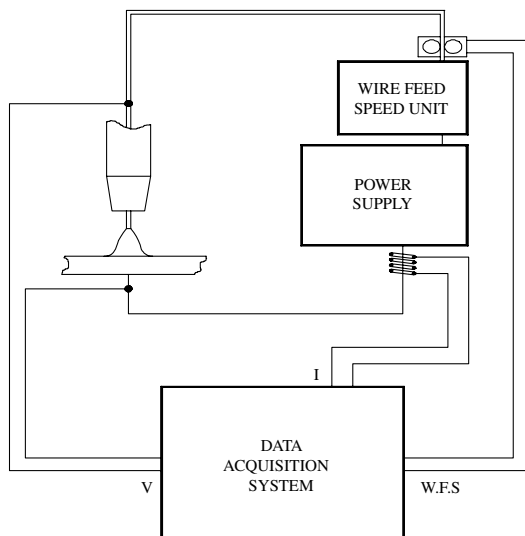 WIRE FEED
SPEED UNIT
POWER
SUPPLY
I
DATA
ACQUISITION
SYSTEM
V
W.F.S